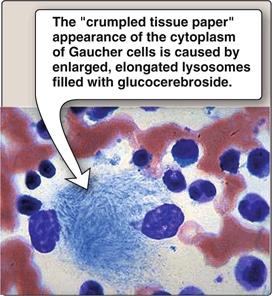 The "crumpled tissue paper"
appearance of the cytoplasm
of Gaucher cells is caused by
enlarged, elongated lysosomes
filled with glucocerebroside.